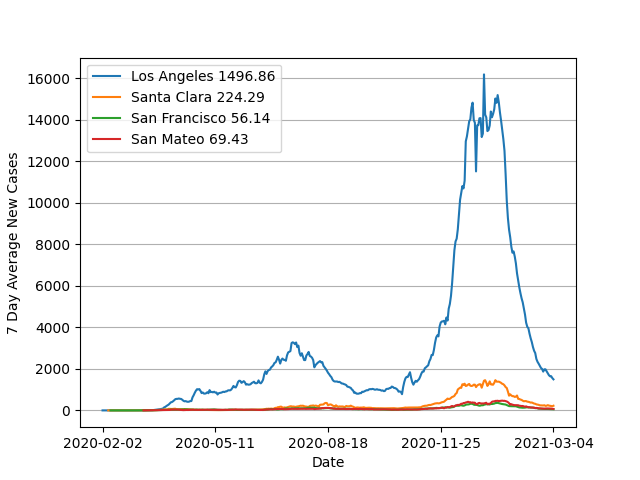 Los Angeles 1496.86
Santa Clara 224.29
San Francisco 56.14
San Mateo 69.43
7 Day Average New Cases
16000
14000
12000
10000
8000
6000
4000
2000
0
2020-02-02 2020-05-11 2020-08-18 2020-11-25 2021-03-04
Date